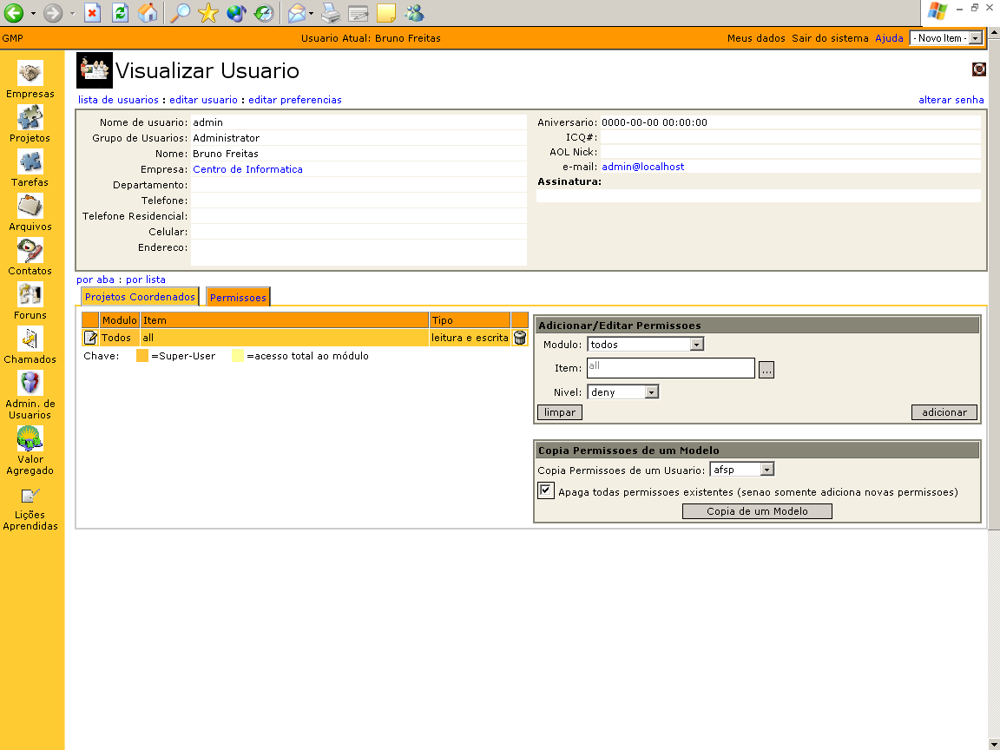 GMP Usuario Atual: Bruno Freitas Meus dados Sair do sistema Ajuda - Novo Item -
Empresas
Projetos
Tarefas
Arquivos
Contatos
Foruns
Chamados
Admin. de
Usuarios
Valor
Agregado
Lições
Aprendidas
Visualizar Usuario
lista de usuarios : editar usuario : editar preferencias alterar senha
Nome de usuario: admin
Grupo de Usuarios: Administrator
Nome: Bruno Freitas
Empresa: Centro de Informatica
Departamento:
Telefone:
Telefone Residencial:
Celular:
Endereco:
Aniversario: 0000-00-00 00:00:00
ICQ#:
AOL Nick:
e-mail: admin@localhost
Assinatura:
por aba : por lista
Projetos Coordenados Permissoes
Modulo Item Tipo
Todos all leitura e escrita
Chave: =Super-User =acesso total ao módulo
Adicionar/Editar Permissoes
Modulo: todos
Item: all ...
Nivel: deny
limpar adicionar
Copia Permissoes de um Modelo
Copia Permissoes de um Usuario: afsp
Apaga todas permissoes existentes (senao somente adiciona novas permissoes)
Copia de um Modelo